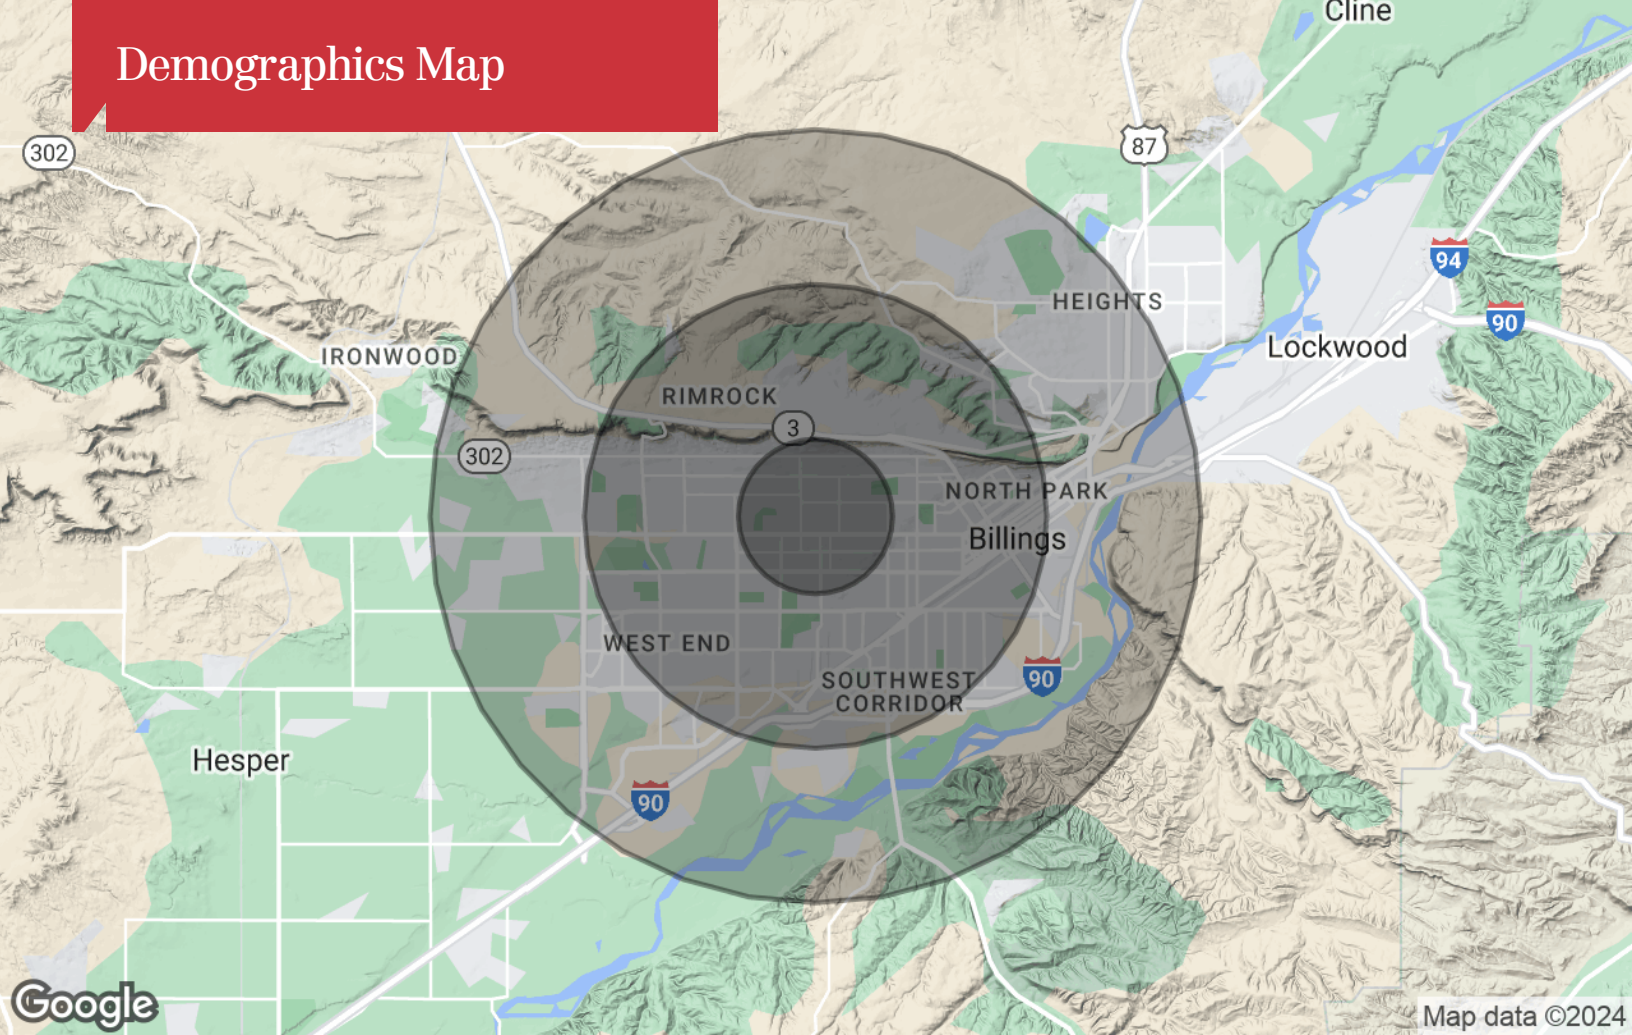 Cline
Demographics Map
302
87
94
HEIGHTS
90
Lockwood
IRONWOOD
RIMROCK
3
302
NORTH PARK
Billings
WEST END
SOUTHWEST
CORRIDOR
90
Hesper
90
Google
Map data ©2024